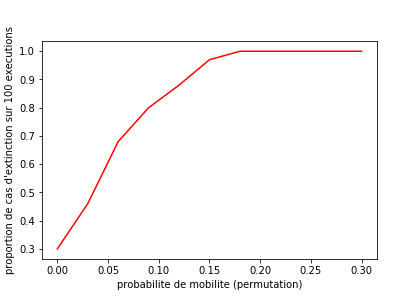 proportion de cas d'extinction sur 100 executions
1.0
0.9
0.8
0.7
0.6
0.5
0.4
0.3
0.00 0.05 0.10 0.15 0.20 0.25 0.30
probabilite de mobilite (permutation)